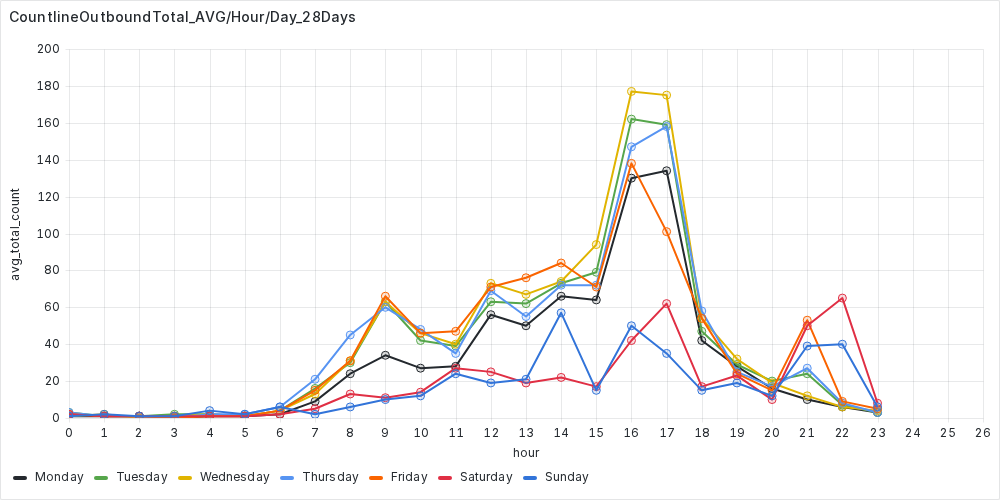 CountlineOutboundTotal_AVG/Hour/Day_28Days
200
180
160
140
120
100
80
60
40
20
0
avg_total_count
0 1 2 3 4 5 6 7 8 9 10 11 12 13 14 15 16 17 18 19 20 21 22 23 24 25 26
hour
Monday Tuesday Wednesday Thursday Friday Saturday Sunday